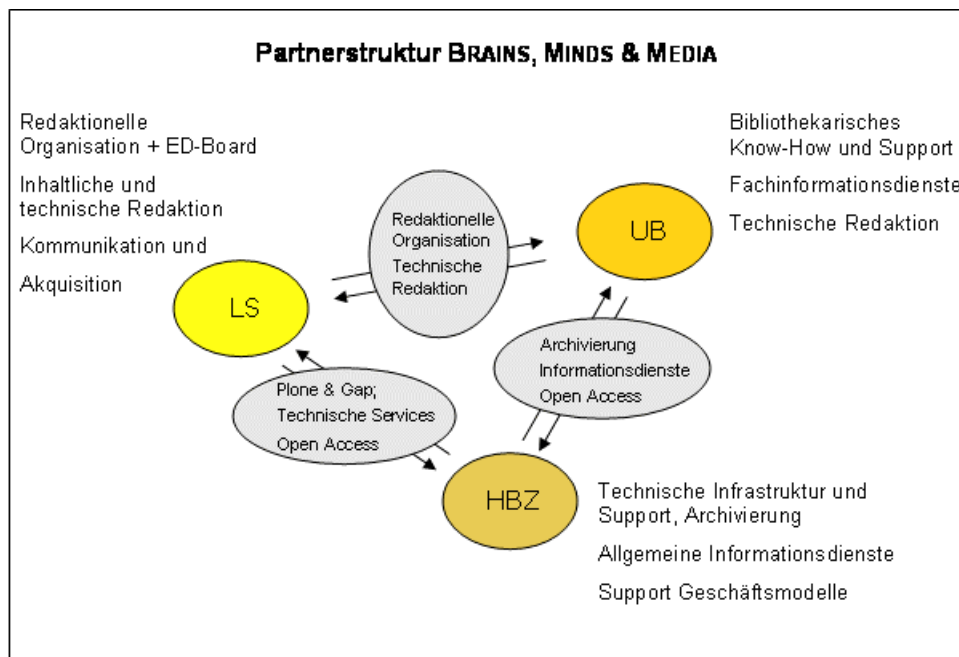 Partnerstruktur BRAINS, MINDS & MEDIA
Redaktionelle
Organisation + ED-Board
Inhaltliche und
technische Redaktion
Kommunikation und
Akquisition
Bibliothekarisches
Know-How und Support
Fachinformationsdienste
Technische Redaktion
Redaktionelle
Organisation
Technische
Redaktion
UB
LS
Archivierung
Informationsdienste
Open Access
Plone & Gap;
Technische Services
Open Access
HBZ
Technische Infrastruktur und
Support, Archivierung
Allgemeine Informationsdienste
Support Geschäftsmodelle